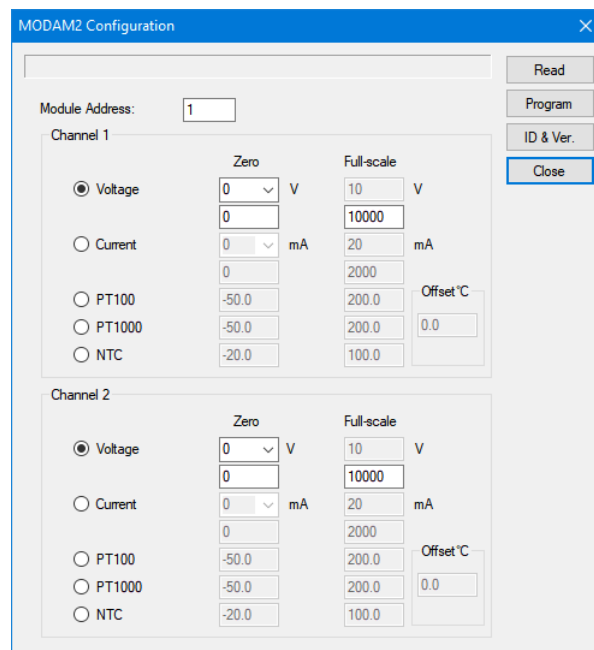 MODAM2 Configuration
Read
Module Address: 1
Program
Channel 1
ID & Ver.
Zero Full-scale
Close
Voltage 0 V 10 V
0 10000
Current 0 mA 20 mA
0 2000
Offset°C
PT100 -50.0 200.0
PT1000 -50.0 200.0 0.0
NTC -20.0 100.0
Channel 2
Zero Full-scale
Voltage 0 V 10 V
0 10000
Current 0 mA 20 mA
0 2000
Offset°C
PT100 -50.0 200.0
PT1000 -50.0 200.0 0.0
NTC -20.0 100.0